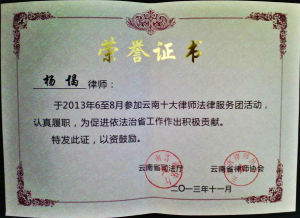 荣誉证书
杨 律师：
于2013年6至8月参加云南十大律师法律服务团活动，
认真履职，为促进依法治省工作作出积极贡献。
特发此证，以资鼓励。
云南省司法厅 云南省律师协会
二〇一三年十一月